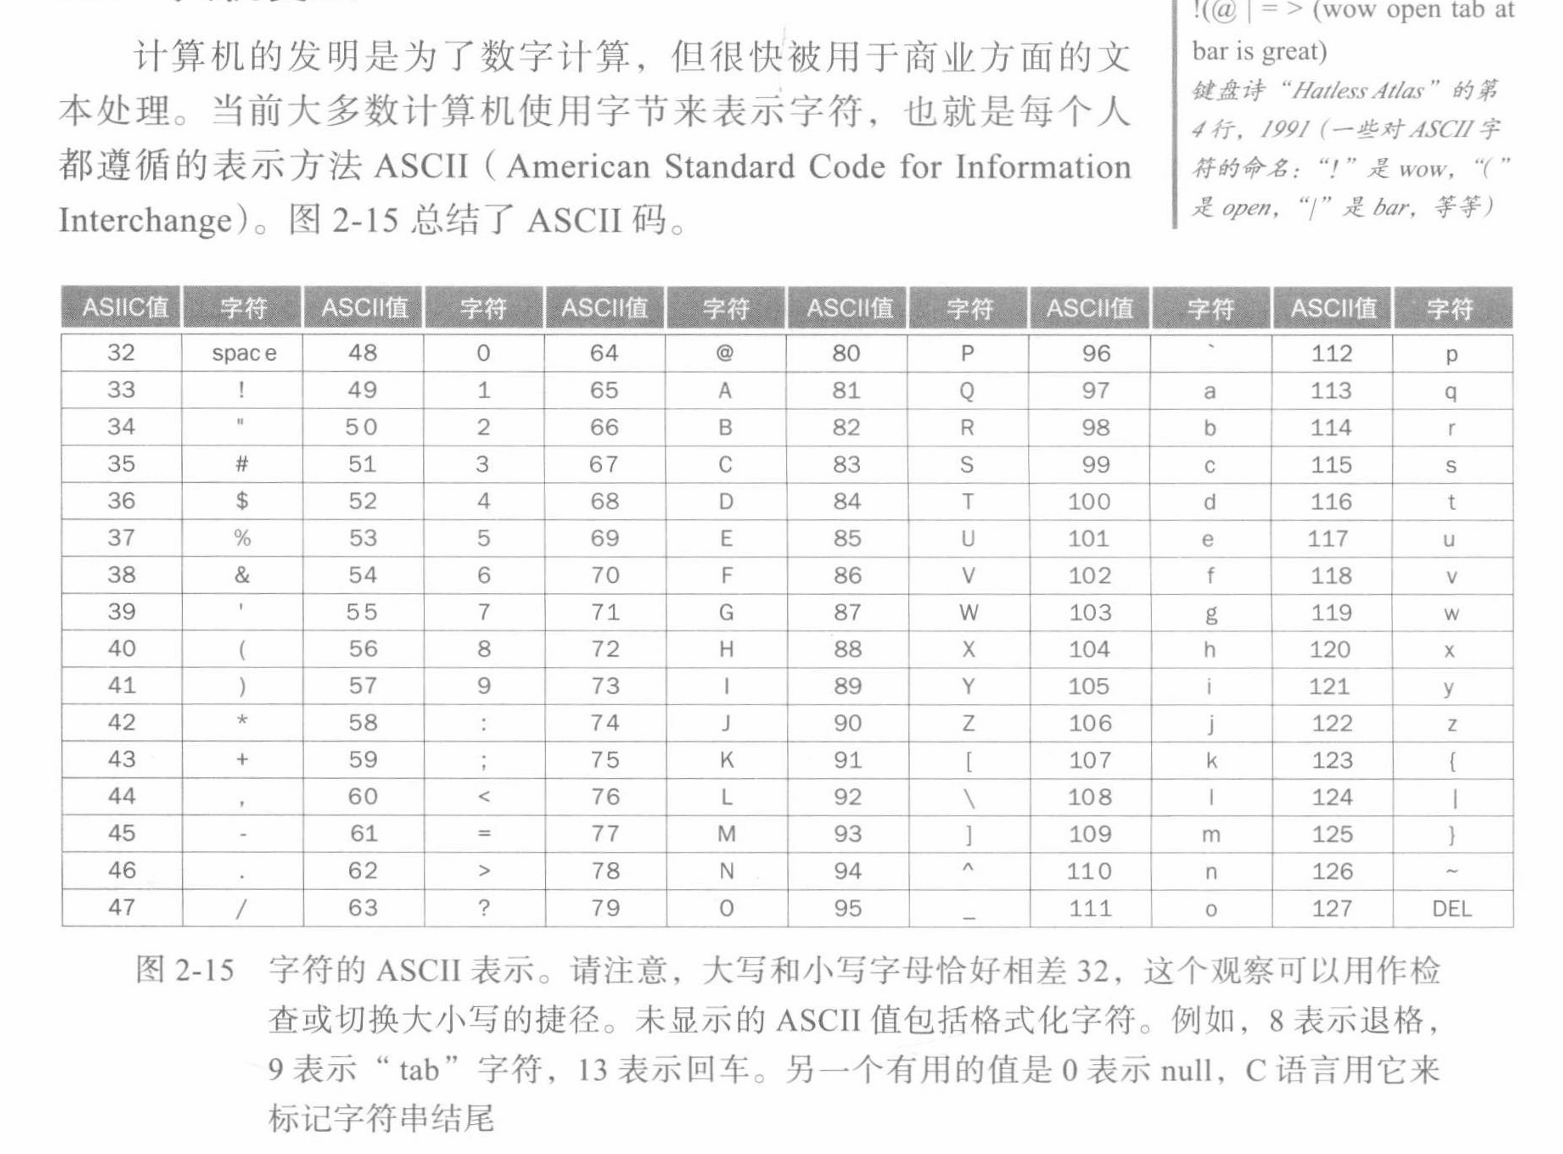 计算机的发明是为了数字计算，但很快被用于商业方面的文
本处理。当前大多数计算机使用字节来表示字符，也就是每个人
都遵循的表示方法 ASCII（American Standard Code for Information
Interchange）。图 2-15 总结了 ASCII 码。
!(@ | = > (wow open tab at
bar is great)
键盘诗“Hatless Atlas”的第
4 行，1991（一些对 ASCII 字
符的命名：“!”是 wow，“(”
是 open，“|”是 bar，等等）
ASIIC值 字符 ASCII值 字符 ASCII值 字符 ASCII值 字符 ASCII值 字符 ASCII值 字符
32 space 48 0 64 @ 80 P 96 ` 112 p
33 ! 49 1 65 A 81 Q 97 a 113 q
34 " 50 2 66 B 82 R 98 b 114 r
35 # 51 3 67 C 83 S 99 c 115 s
36 $ 52 4 68 D 84 T 100 d 116 t
37 % 53 5 69 E 85 U 101 e 117 u
38 & 54 6 70 F 86 V 102 f 118 v
39 ' 55 7 71 G 87 W 103 g 119 w
40 ( 56 8 72 H 88 X 104 h 120 x
41 ) 57 9 73 I 89 Y 105 i 121 y
42 * 58 : 74 J 90 Z 106 j 122 z
43 + 59 ; 75 K 91 [ 107 k 123 {
44 , 60 < 76 L 92 \ 108 l 124 |
45 - 61 = 77 M 93 ] 109 m 125 }
46 . 62 > 78 N 94 ^ 110 n 126 ~
47 / 63 ? 79 O 95 _ 111 o 127 DEL
图 2-15 字符的 ASCII 表示。请注意，大写和小写字母恰好相差 32，这个观察可以用作检
查或切换大小写的捷径。未显示的 ASCII 值包括格式化字符。例如，8 表示退格，
9 表示“tab”字符，13 表示回车。另一个有用的值是 0 表示 null，C 语言用它来
标记字符串结尾